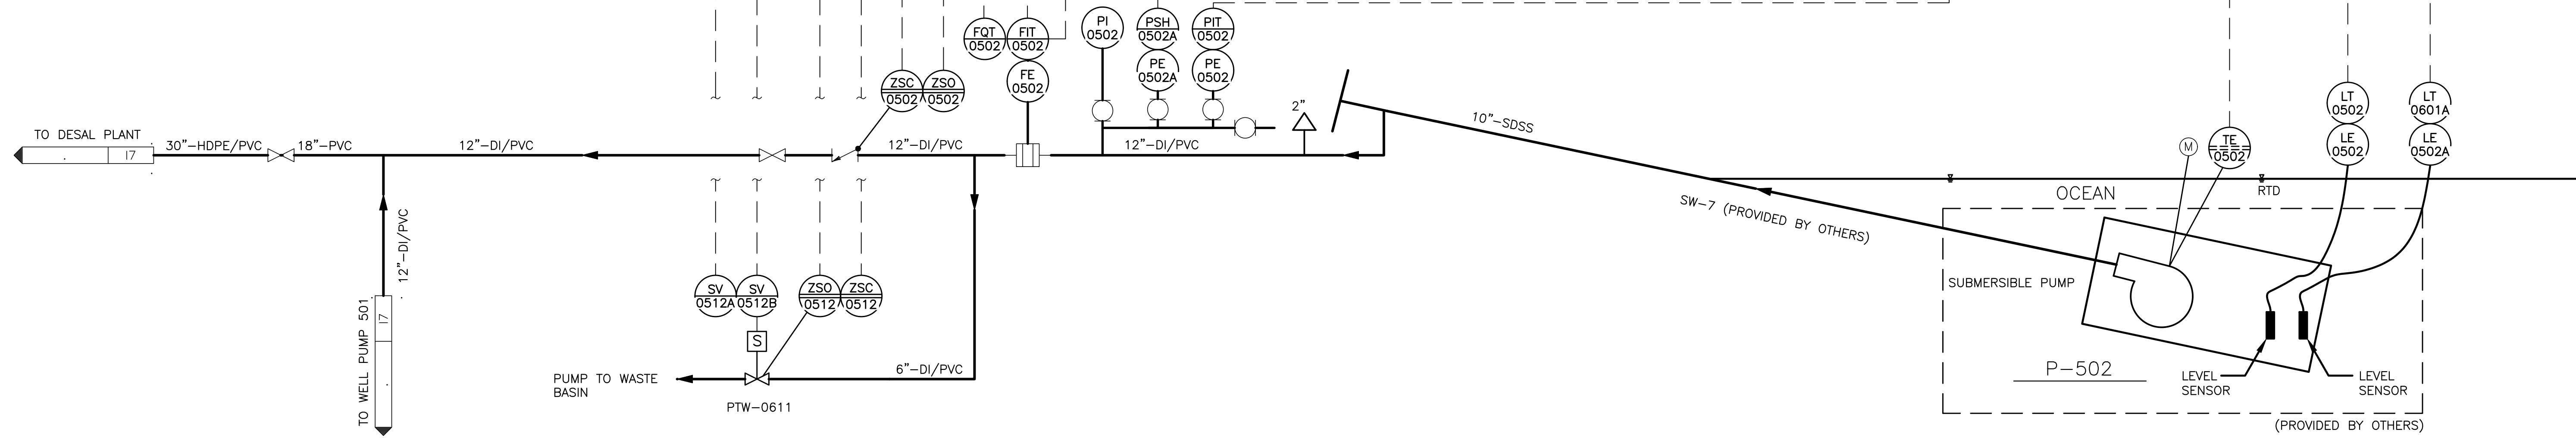 FQT
0502
FIT
0502
PI
0502
PSH
0502A
PIT
0502
FE
0502
PE
0502A
PE
0502
ZSC
0502
ZSO
0502
2"
LT
0502
LT
0601A
TO DESAL PLANT
17
30"-HDPE/PVC
18"-PVC
12"-DI/PVC
12"-DI/PVC
12"-DI/PVC
10"-SDSS
M
TE
0502
LE
0502
LE
0502A
RTD
OCEAN
SW-7 (PROVIDED BY OTHERS)
12"-DI/PVC
SUBMERSIBLE PUMP
SV
0512A
SV
0512B
ZSO
0512
ZSC
0512
TO WELL PUMP 501
17
S
6"-DI/PVC
PUMP TO WASTE
BASIN
PTW-0611
P-502
LEVEL
SENSOR
LEVEL
SENSOR
(PROVIDED BY OTHERS)